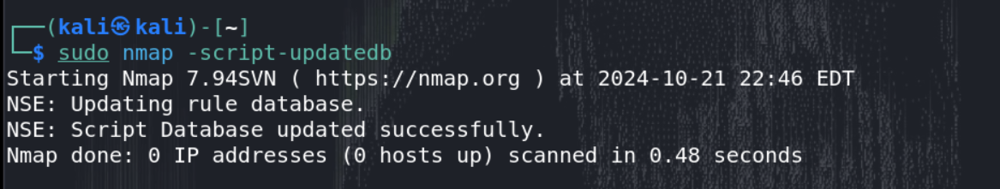 ┌──(kali㉿kali)-[~]
└─$ sudo nmap -script-updatedb
Starting Nmap 7.94SVN ( https://nmap.org ) at 2024-10-21 22:46 EDT
NSE: Updating rule database.
NSE: Script Database updated successfully.
Nmap done: 0 IP addresses (0 hosts up) scanned in 0.48 seconds